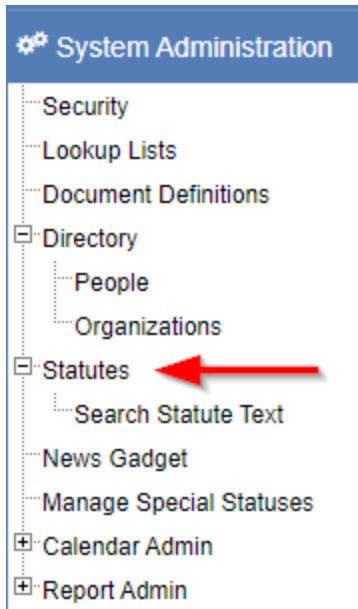 System Administration
Security
Lookup Lists
Document Definitions
Directory
People
Organizations
Statutes
Search Statute Text
News Gadget
Manage Special Statuses
Calendar Admin
Report Admin